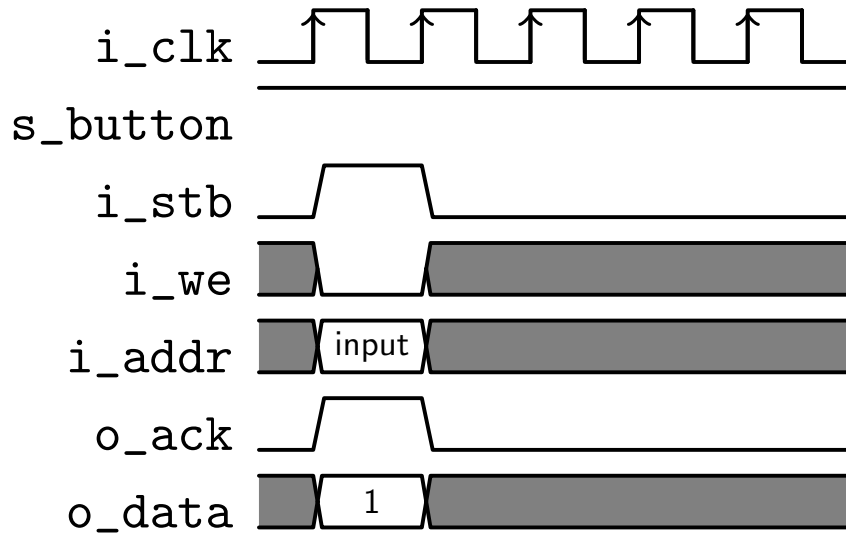 i_clk
s_button
i_stb
i_we
i_addr input
o_ack
o_data 1